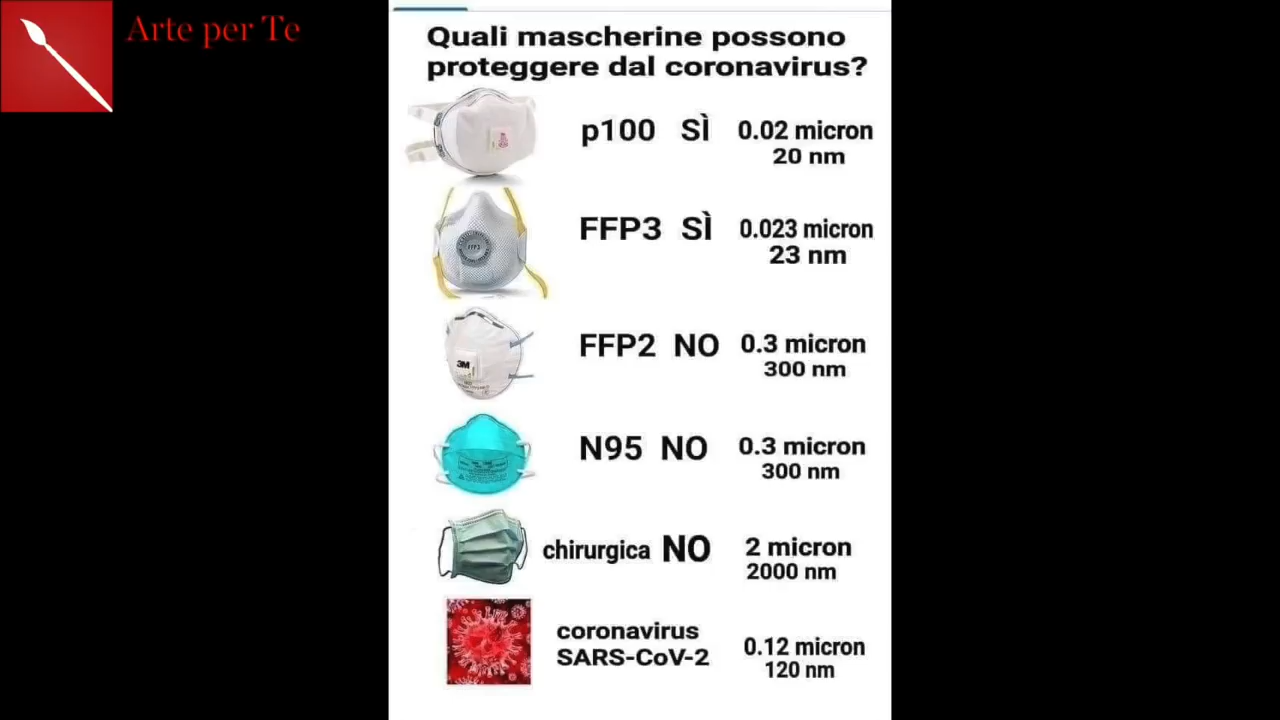 Arte per Te
Quali mascherine possono
proteggere dal coronavirus?
p100 SÌ 0.02 micron
20 nm
FFP3 SÌ 0.023 micron
23 nm
FFP3
FFP2 NO 0.3 micron
300 nm
3M
N95 NO 0.3 micron
300 nm
chirurgica NO 2 micron
2000 nm
coronavirus
SARS-CoV-2
0.12 micron
120 nm